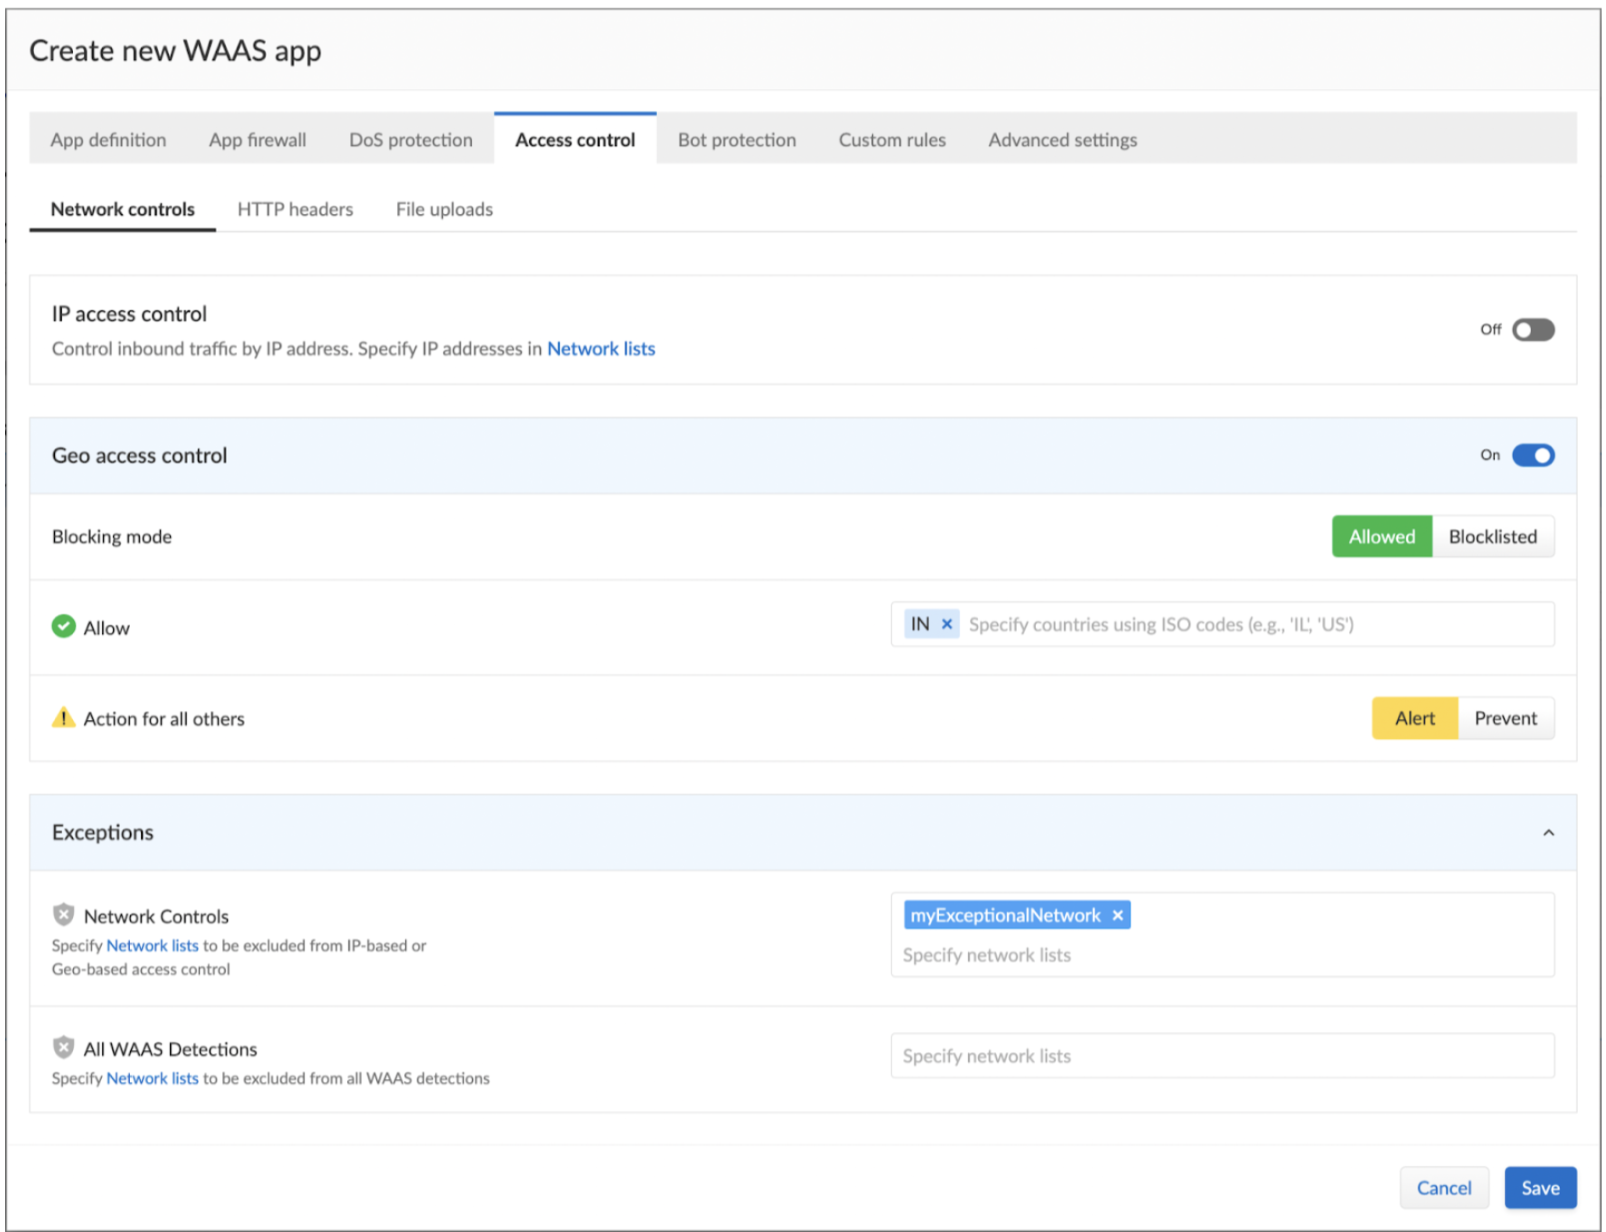 Create new WAAS app
App definition App firewall DoS protection Access control Bot protection Custom rules Advanced settings
Network controls HTTP headers File uploads
IP access control
Control inbound traffic by IP address. Specify IP addresses in Network lists
Off
Geo access control
On
Blocking mode
Allowed Blocklisted
Allow
IN × Specify countries using ISO codes (e.g., 'IL', 'US')
Action for all others
Alert Prevent
Exceptions
Network Controls
Specify Network lists to be excluded from IP-based or
Geo-based access control
myExceptionalNetwork ×
Specify network lists
All WAAS Detections
Specify Network lists to be excluded from all WAAS detections
Specify network lists
Cancel Save